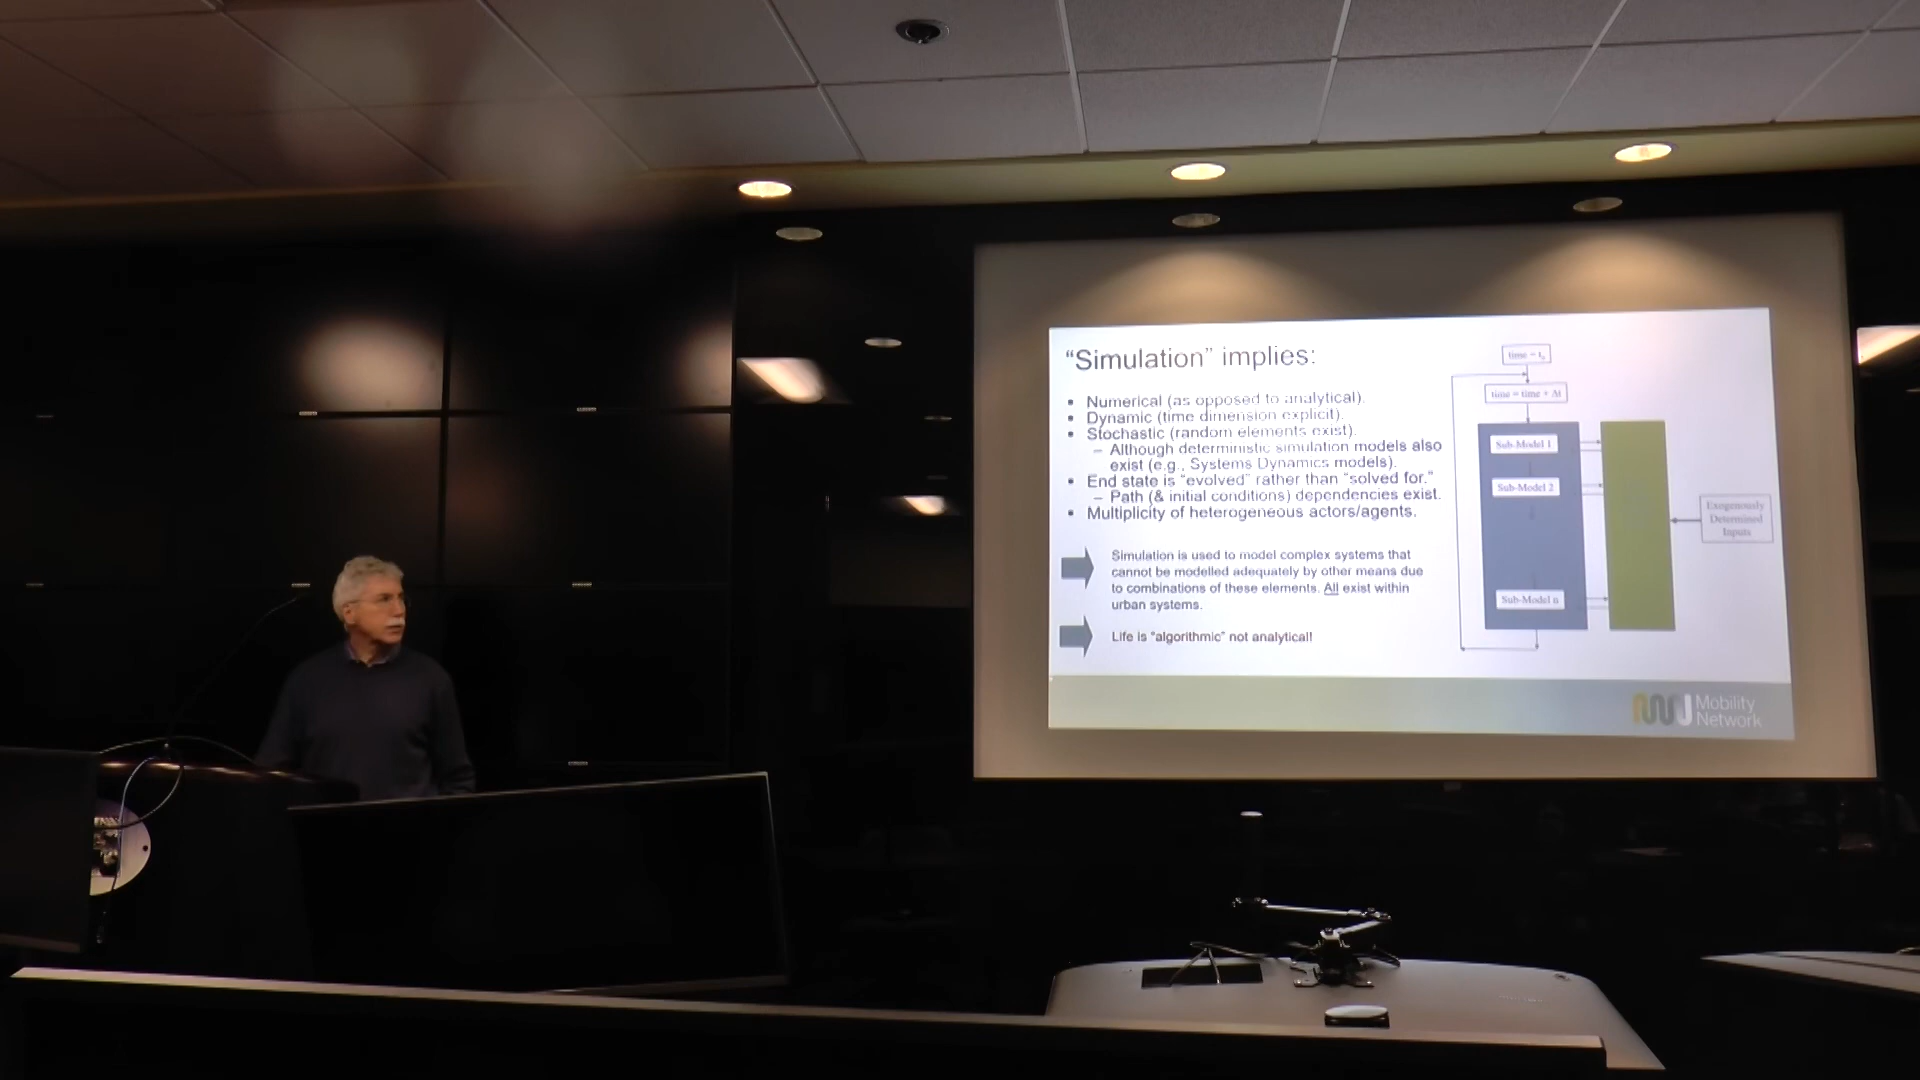 “Simulation” implies:
• Numerical (as opposed to analytical).
• Dynamic (time dimension explicit).
• Stochastic (random elements exist).
– Although deterministic simulation models also
exist (e.g., Systems Dynamics models).
• End state is “evolved” rather than “solved for.”
– Path (& initial conditions) dependencies exist.
• Multiplicity of heterogeneous actors/agents.
Simulation is used to model complex systems that
cannot be modelled adequately by other means due
to combinations of these elements. All exist within
urban systems.
Life is “algorithmic” not analytical!
time = t₀
time = time + Δt
Sub-Model 1
Sub-Model 2
Sub-Model n
Exogenously
Determined
Inputs
Mobility
Network